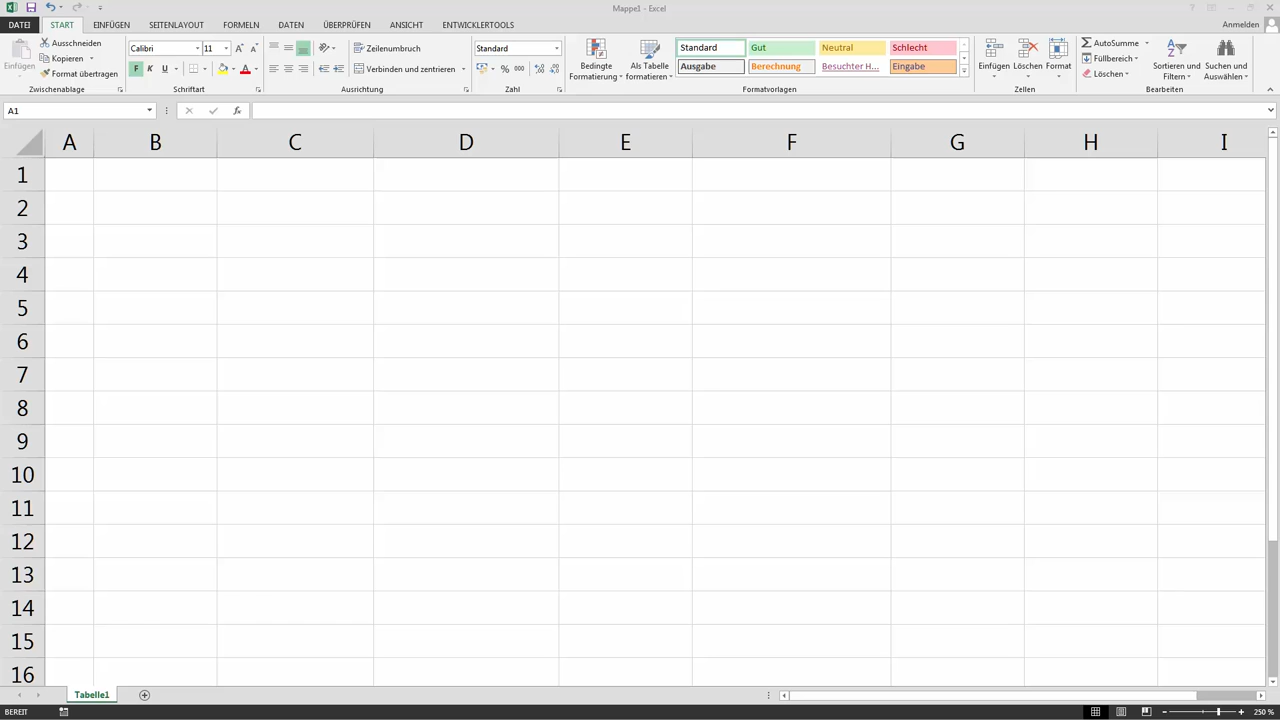 Mappe1 - Excel
DATEI START EINFÜGEN SEITENLAYOUT FORMELN DATEN ÜBERPRÜFEN ANSICHT ENTWICKLERTOOLS Anmelden
Einfügen
Ausschneiden
Kopieren
Format übertragen
Zwischenablage
Calibri 11
F K U
Schriftart
Zeilenumbruch
Verbinden und zentrieren
Ausrichtung
Standard
% 000
Zahl
Bedingte Formatierung
Als Tabelle formatieren
Standard Gut Neutral Schlecht
Ausgabe Berechnung Besuchter H... Eingabe
Formatvorlagen
Einfügen Löschen Format
Zellen
AutoSumme
Füllbereich
Löschen
Sortieren und Filtern
Suchen und Auswählen
Bearbeiten
A1
fx
A B C D E F G H I
1
2
3
4
5
6
7
8
9
10
11
12
13
14
15
16
Tabelle1
BEREIT
250 %